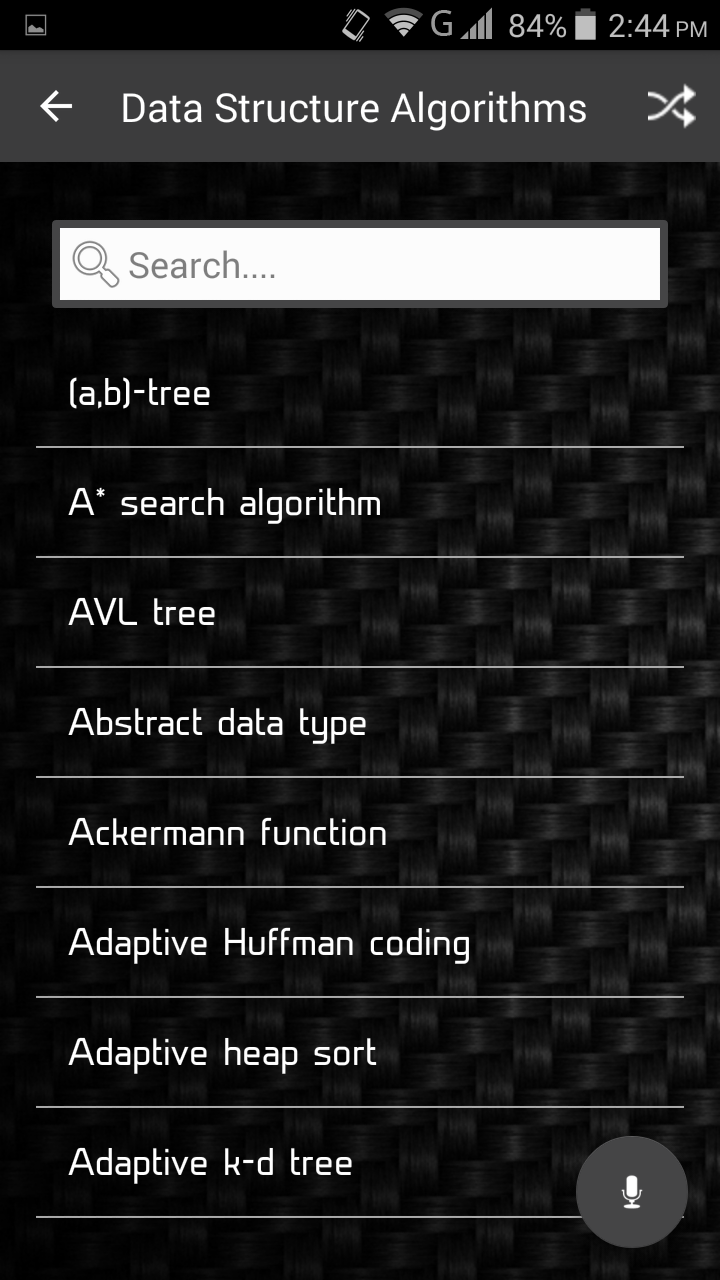 G 84% 2:44 PM
Data Structure Algorithms
Search....
(a,b)-tree
A* search algorithm
AVL tree
Abstract data type
Ackermann function
Adaptive Huffman coding
Adaptive heap sort
Adaptive k-d tree